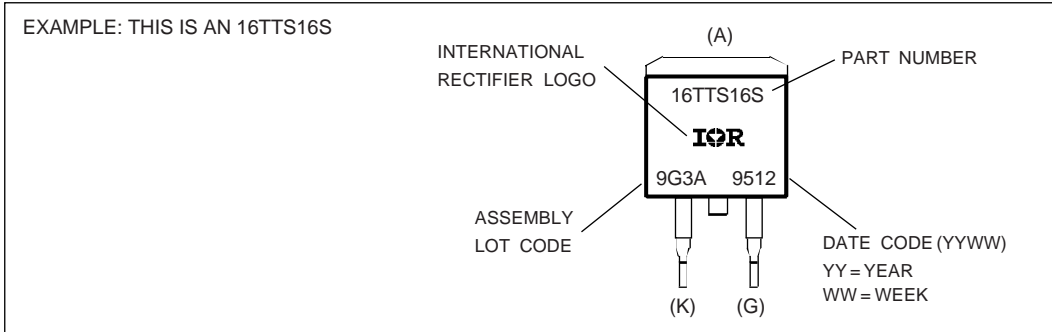 EXAMPLE: THIS IS AN 16TTS16S
(A)
INTERNATIONAL
RECTIFIER LOGO
PART NUMBER
16TTS16S
IOR
9G3A 9512
ASSEMBLY
LOT CODE
DATE CODE (YYWW)
YY = YEAR
WW = WEEK
(K) (G)